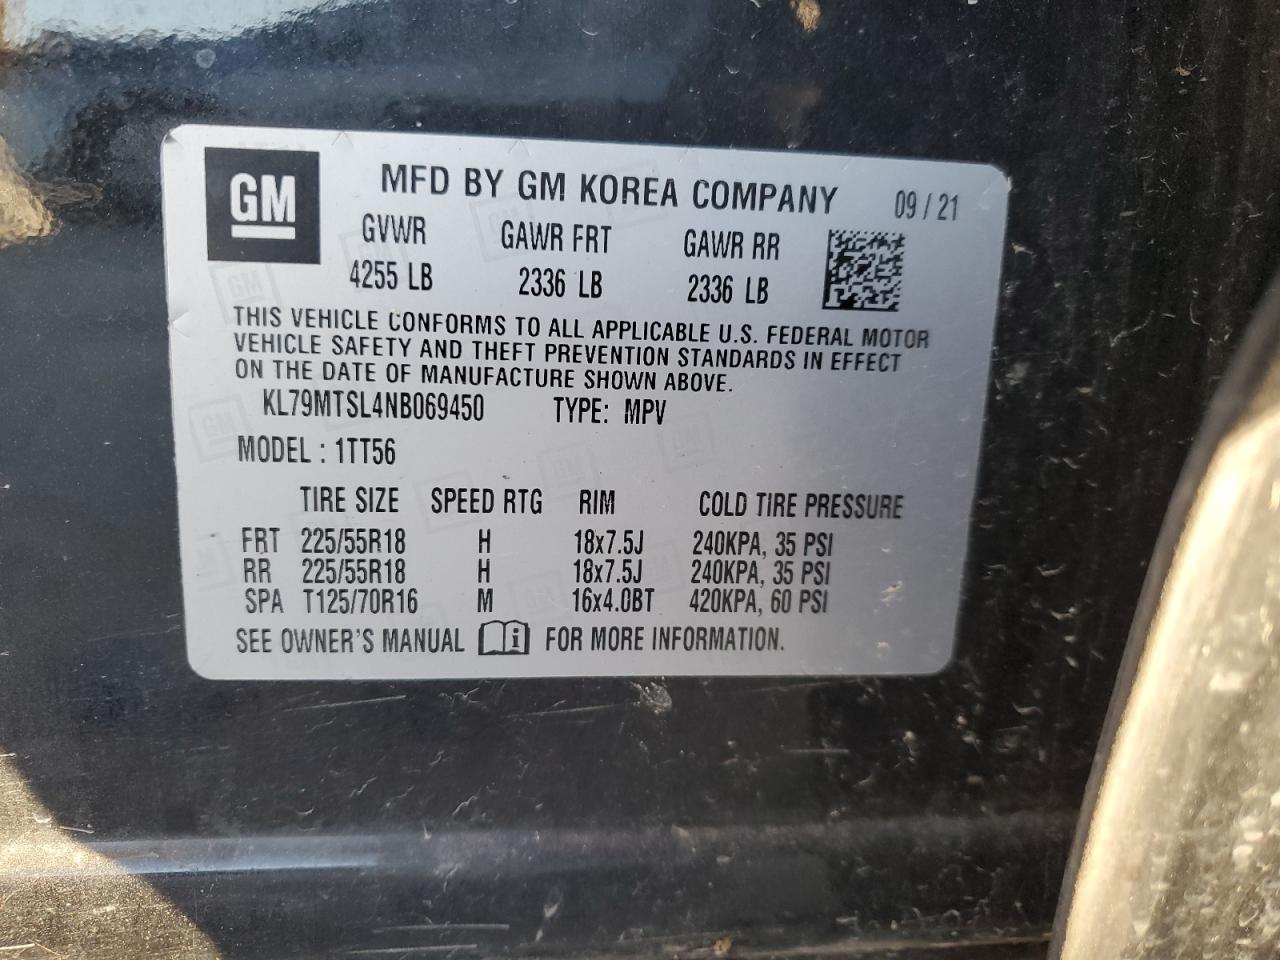 GM
MFD BY GM KOREA COMPANY 09 / 21
GVWR GAWR FRT GAWR RR
4255 LB 2336 LB 2336 LB
THIS VEHICLE CONFORMS TO ALL APPLICABLE U.S. FEDERAL MOTOR
VEHICLE SAFETY AND THEFT PREVENTION STANDARDS IN EFFECT
ON THE DATE OF MANUFACTURE SHOWN ABOVE.
KL79MTSL4NB069450 TYPE: MPV
MODEL : 1TT56
TIRE SIZE SPEED RTG RIM COLD TIRE PRESSURE
FRT 225/55R18 H 18x7.5J 240KPA, 35 PSI
RR 225/55R18 H 18x7.5J 240KPA, 35 PSI
SPA T125/70R16 M 16x4.0BT 420KPA, 60 PSI
SEE OWNER'S MANUAL i FOR MORE INFORMATION.